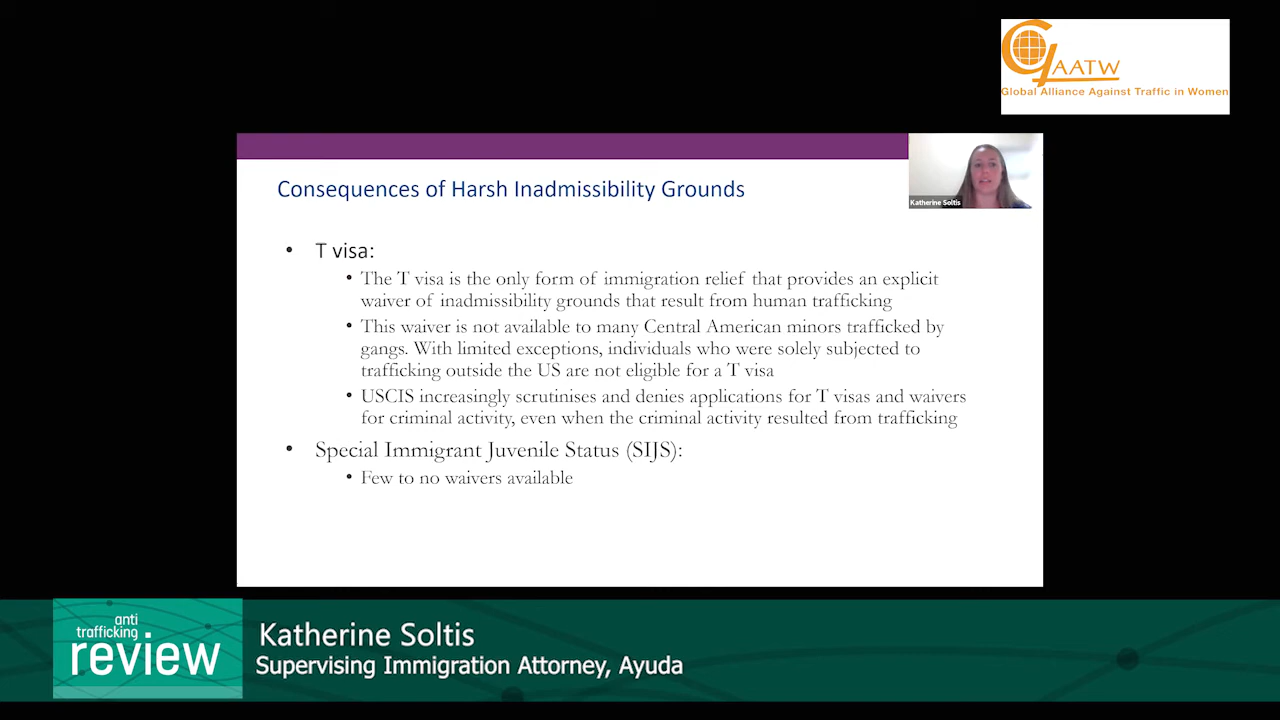 GAATW
Global Alliance Against Traffic in Women
Consequences of Harsh Inadmissibility Grounds
Katherine Soltis
• T visa:
• The T visa is the only form of immigration relief that provides an explicit
waiver of inadmissibility grounds that result from human trafficking
• This waiver is not available to many Central American minors trafficked by
gangs. With limited exceptions, individuals who were solely subjected to
trafficking outside the US are not eligible for a T visa
• USCIS increasingly scrutinises and denies applications for T visas and waivers
for criminal activity, even when the criminal activity resulted from trafficking
• Special Immigrant Juvenile Status (SIJS):
• Few to no waivers available
anti
trafficking
review
Katherine Soltis
Supervising Immigration Attorney, Ayuda